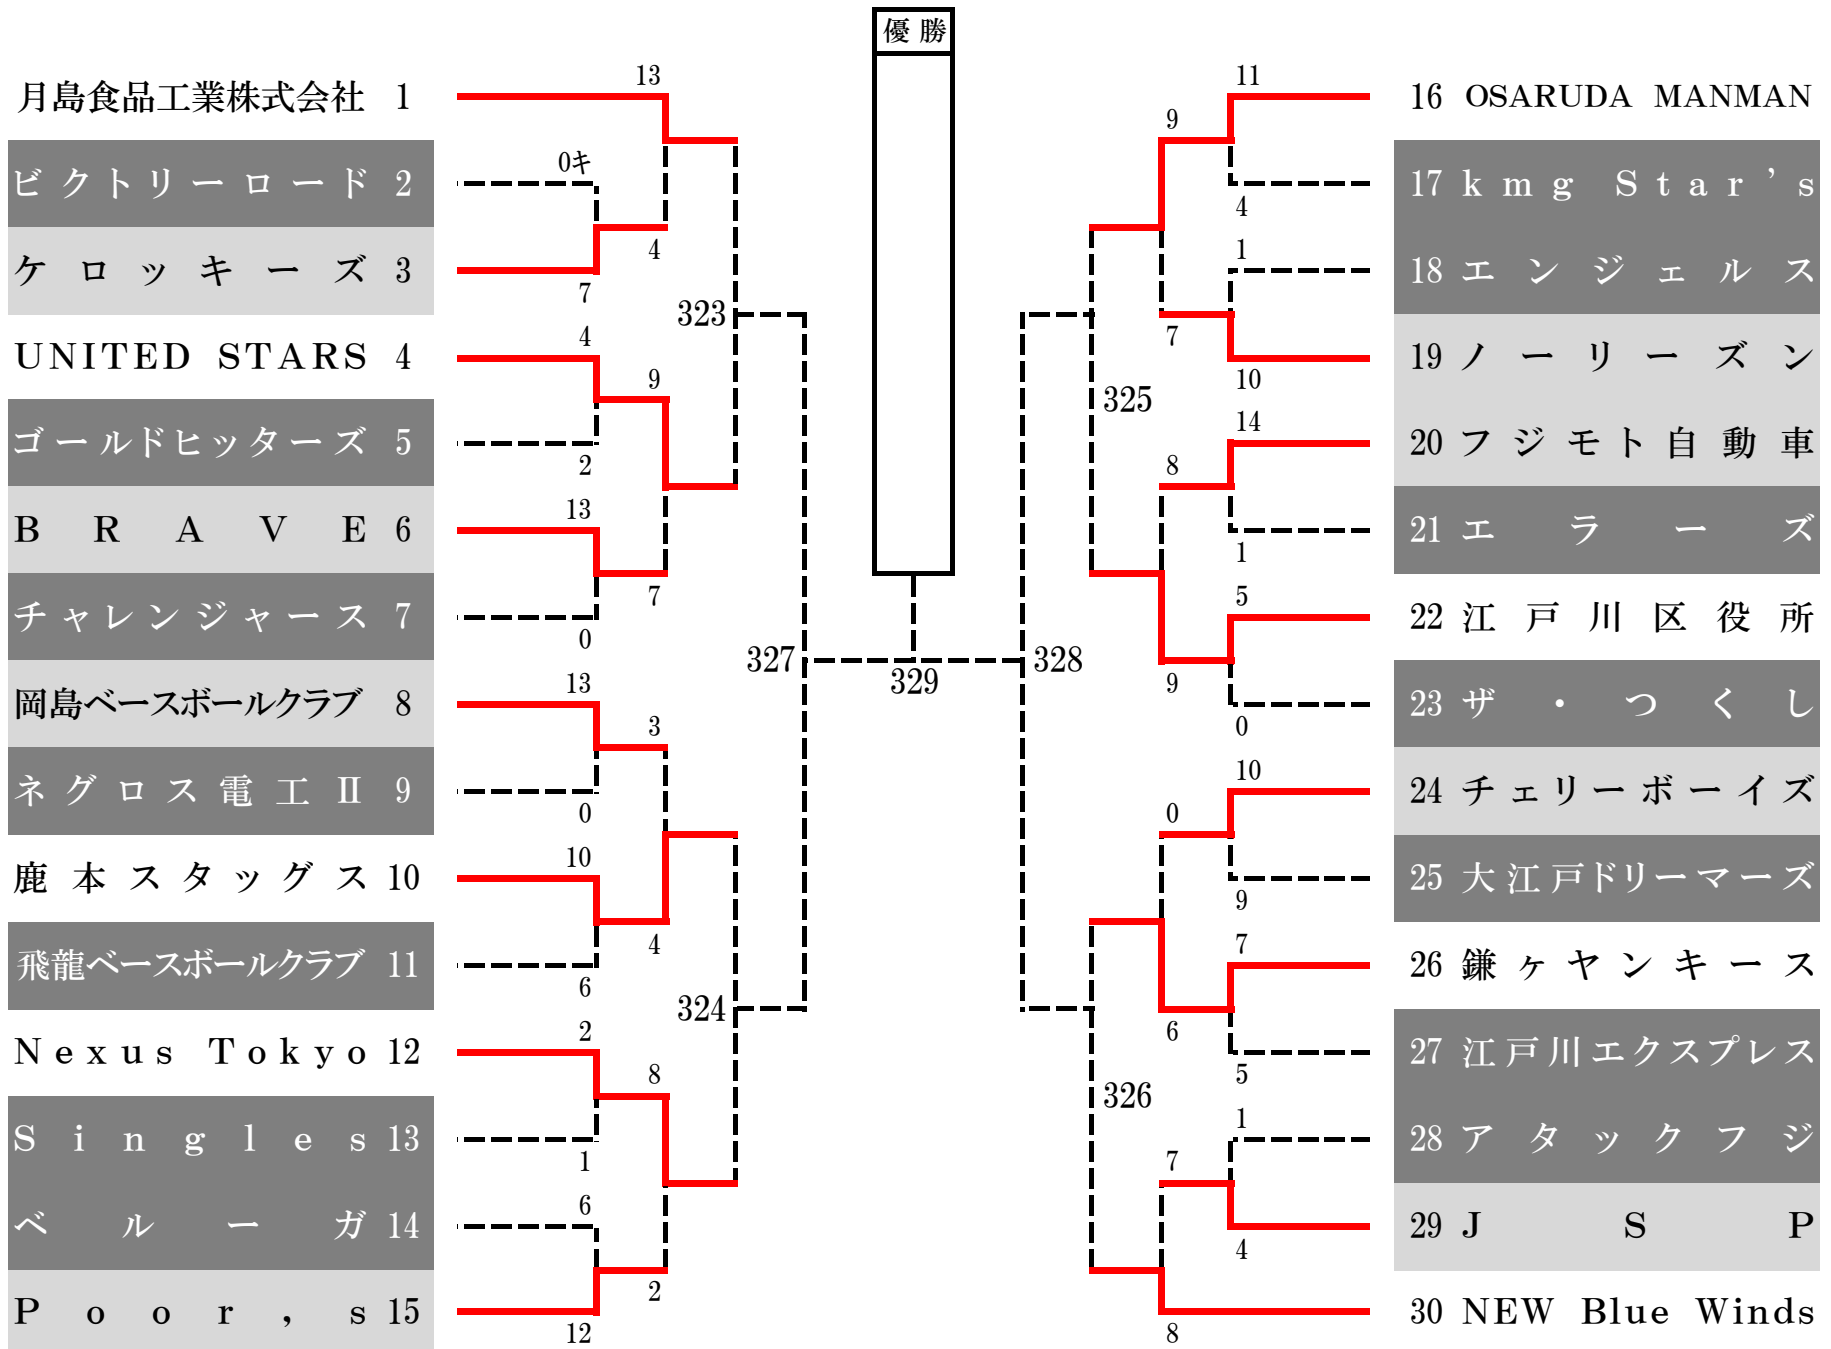 優勝
月島食品工業株式会社 1
ビクトリーロード 2
ケロッキーズ 3
UNITED STARS 4
ゴールドヒッターズ 5
BRAVE 6
チャレンジャース 7
岡島ベースボールクラブ 8
ネグロス電工Ⅱ 9
鹿本スタッグス 10
飛龍ベースボールクラブ 11
Nexus Tokyo 12
Singles 13
ベルーガ 14
Poor,s 15
13
0キ
4
7
4
9
2
13
7
0
13
3
0
10
4
6
2
8
1
6
2
12
323
324
327
329
328
325
326
11
9
4
1
7
10
14
8
1
5
9
0
10
0
9
7
6
5
1
7
4
8
16 OSARUDA MANMAN
17 kmg Star's
18 エンジェルス
19 ノーリーズン
20 フジモト自動車
21 エラーズ
22 江戸川区役所
23 ザ・つくし
24 チェリーボーイズ
25 大江戸ドリーマーズ
26 鎌ヶヤンキース
27 江戸川エクスプレス
28 アタックフジ
29 JSP
30 NEW Blue Winds